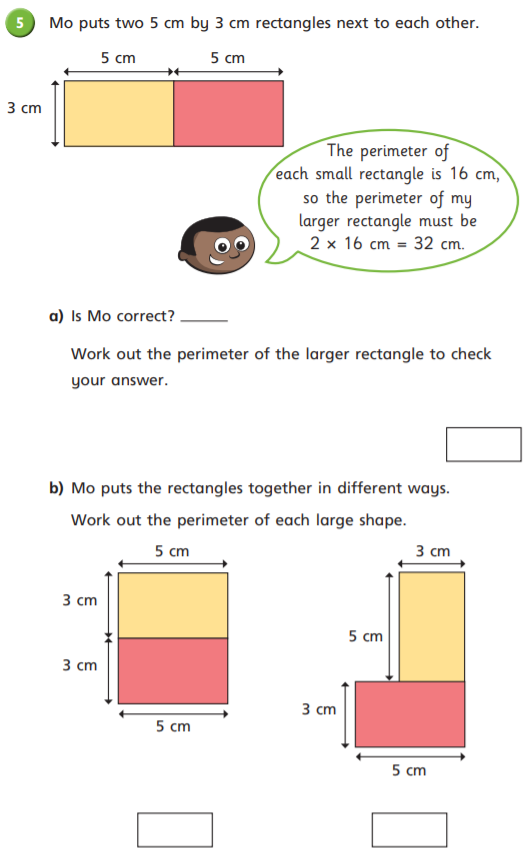 5 Mo puts two 5 cm by 3 cm rectangles next to each other.
5 cm 5 cm
3 cm
The perimeter of
each small rectangle is 16 cm,
so the perimeter of my
larger rectangle must be
2 × 16 cm = 32 cm.
a) Is Mo correct? ______
Work out the perimeter of the larger rectangle to check
your answer.
b) Mo puts the rectangles together in different ways.
Work out the perimeter of each large shape.
5 cm
3 cm
3 cm
5 cm
3 cm
5 cm
3 cm
5 cm